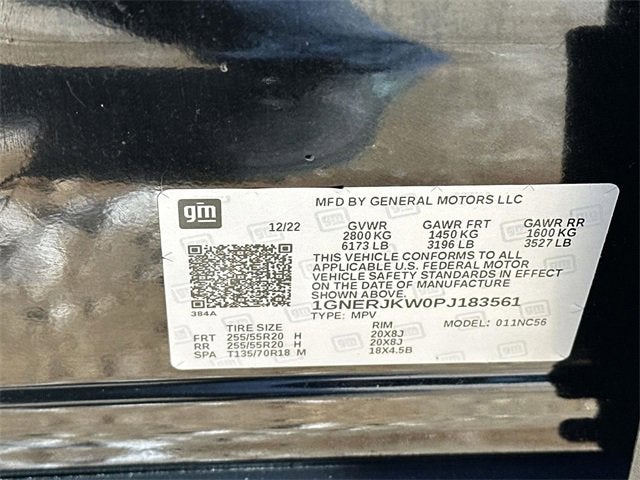 gm
MFD BY GENERAL MOTORS LLC
12/22 GVWR GAWR FRT GAWR RR
2800 KG 1450 KG 1600 KG
6173 LB 3196 LB 3527 LB
THIS VEHICLE CONFORMS TO ALL
APPLICABLE U.S. FEDERAL MOTOR
VEHICLE SAFETY STANDARDS IN EFFECT
ON THE DATE OF MANUFACTURE
SHOWN ABOVE.
1GNERJKW0PJ183561
384A
TYPE: MPV
TIRE SIZE RIM MODEL: 011NC56
FRT 255/55R20 H 20X8J
RR 255/55R20 H 20X8J
SPA T135/70R18 M 18X4.5B